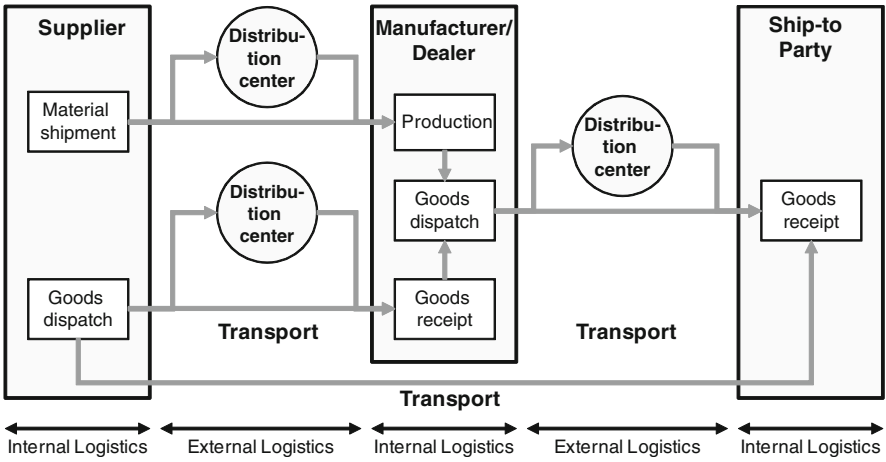 Supplier
Distribu-
tion
center
Manufacturer/
Dealer
Ship-to
Party
Material
shipment
Production
Distribu-
tion
center
Distribu-
tion
center
Goods
dispatch
Goods
receipt
Goods
dispatch
Goods
receipt
Transport
Transport
Transport
Internal Logistics
External Logistics
Internal Logistics
External Logistics
Internal Logistics